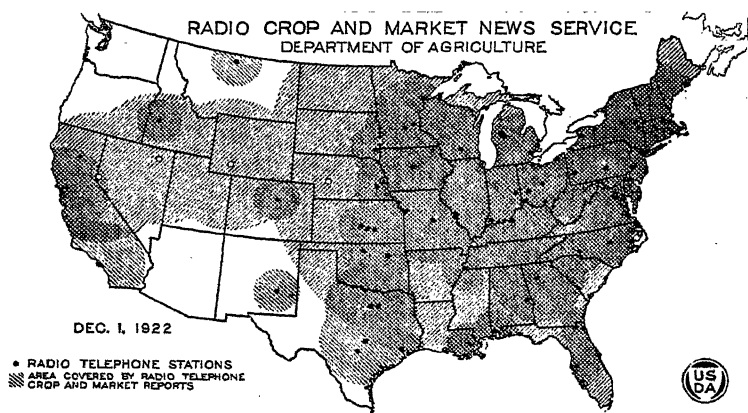 RADIO CROP AND MARKET NEWS SERVICE
DEPARTMENT OF AGRICULTURE
DEC. 1, 1922
• RADIO TELEPHONE STATIONS
AREA COVERED BY RADIO TELEPHONE
CROP AND MARKET REPORTS
US
DA